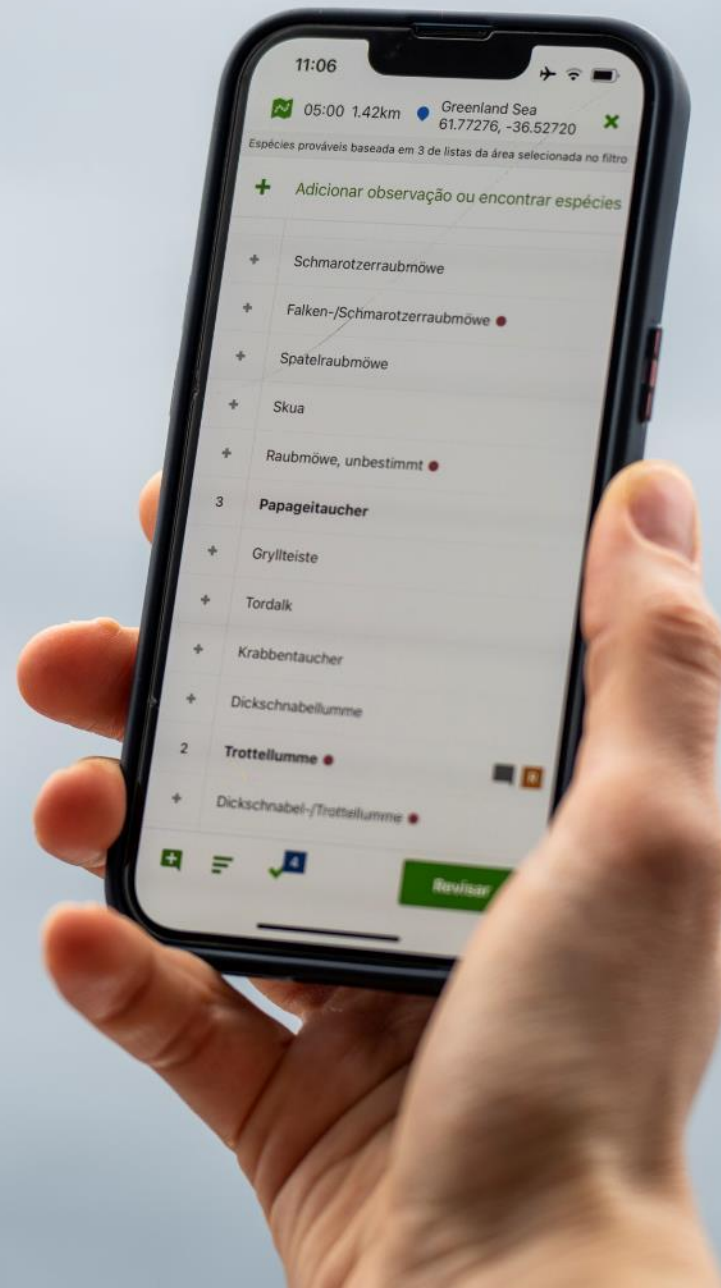 11:06
05:00 1.42km Greenland Sea
61.77276, -36.52720
Espécies prováveis baseada em 3 de listas da área selecionada no filtro
Adicionar observação ou encontrar espécies
Schmarotzerraubmöwe
Falken-/Schmarotzerraubmöwe
Spatelraubmöwe
Skua
Raubmöwe, unbestimmt
3 Papageitaucher
Gryllteiste
Tordalk
Krabbentaucher
Dickschnabellumme
2 Trottellumme
Dickschnabel-/Trottellumme
4
Revisar